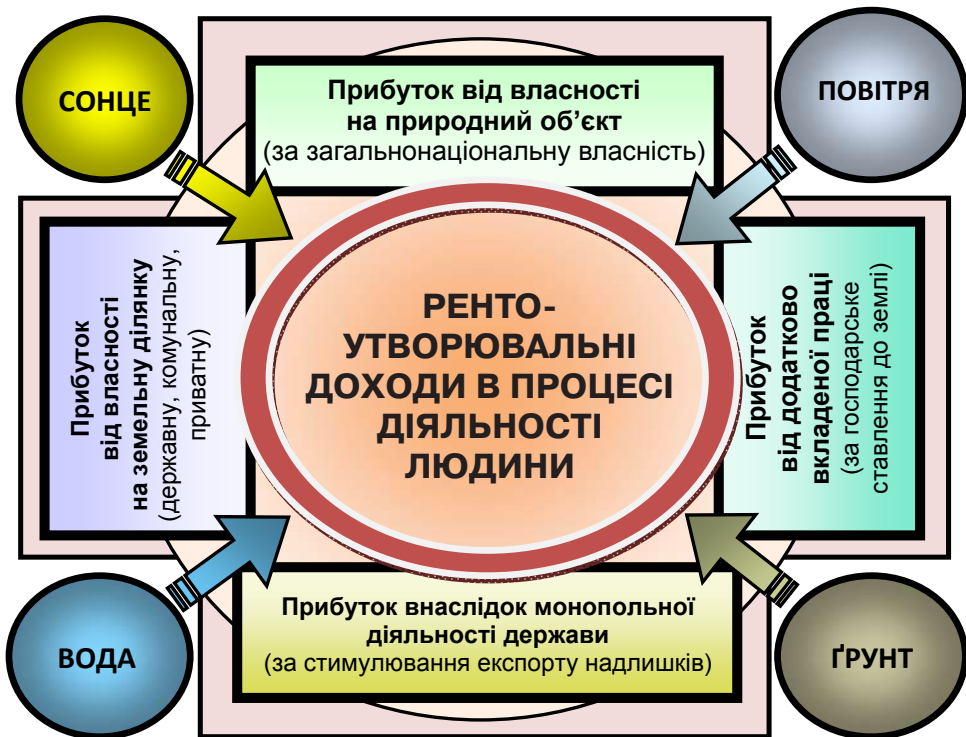 СОНЦЕ
Прибуток від власності
на природний об’єкт
(за загальнонаціональну власність)
ПОВІТРЯ
Прибуток
від власності
на земельну ділянку
(державну, комунальну,
приватну)
РЕНТО-
УТВОРЮВАЛЬНІ
ДОХОДИ В ПРОЦЕСІ
ДІЯЛЬНОСТІ
ЛЮДИНИ
Прибуток
від додатково
вкладеної праці
(за господарське
ставлення до землі)
ВОДА
Прибуток внаслідок монопольної
діяльності держави
(за стимулювання експорту надлишків)
ҐРУНТ